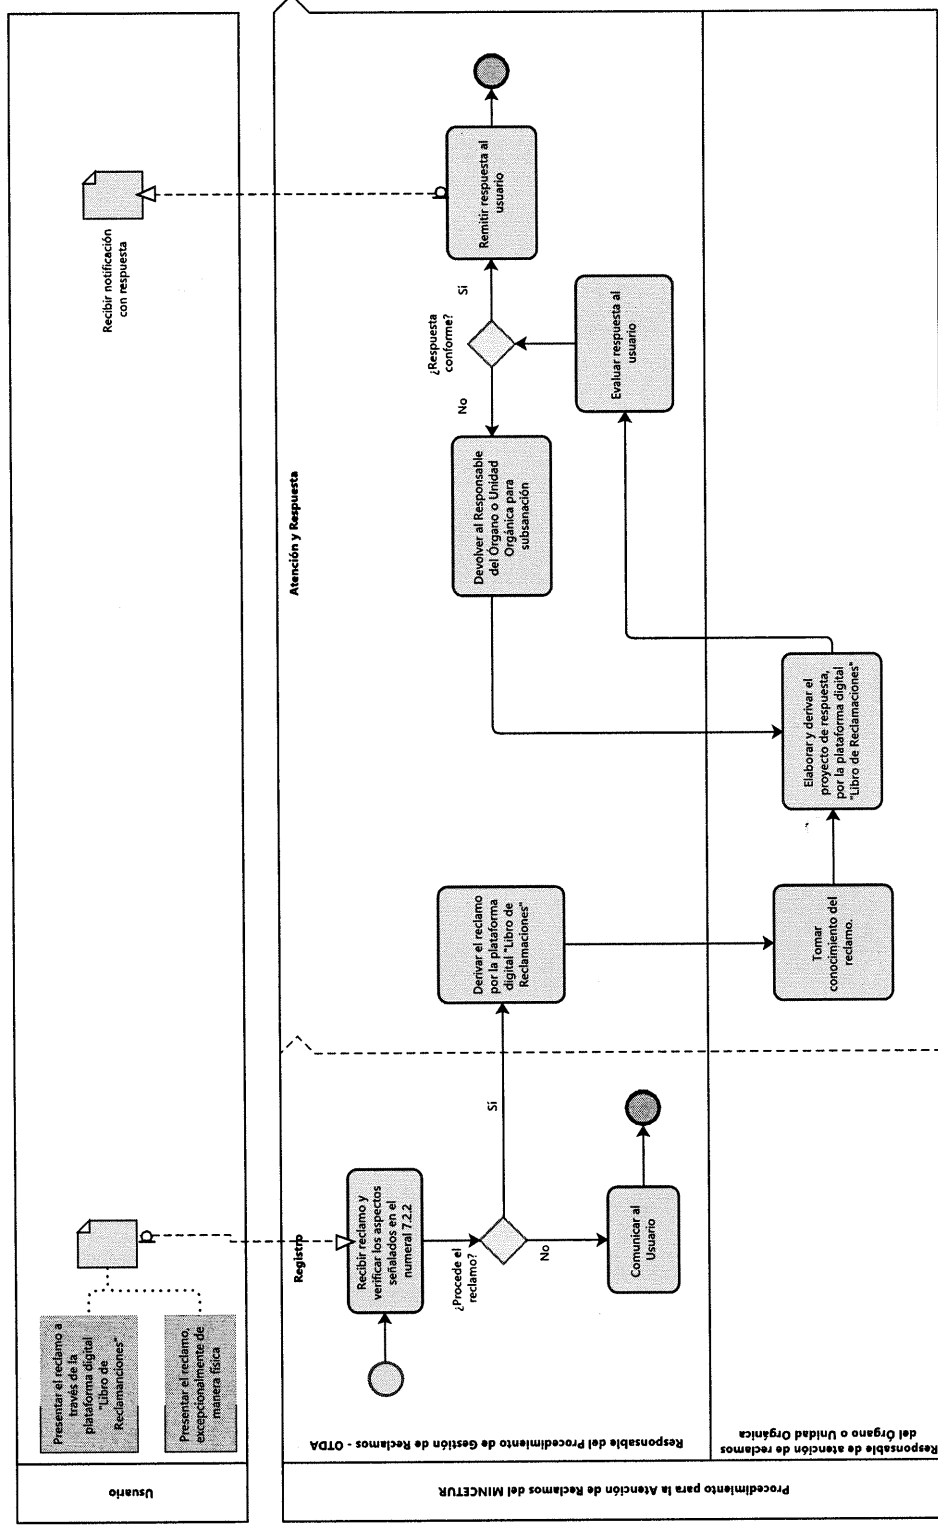 Usuario
Presentar el reclamo a
través de la
plataforma digital
"Libro de
Reclamanciones"
Presentar el reclamo,
excepcionalmente de
manera física
Recibir notificación
con respuesta
Procedimiento para la Atención de Reclamos del MINCETUR
Responsable del Procedimiento de Gestión de Reclamos - OTDA
Registro
Recibir reclamo y
verificar los aspectos
señalados en el
numeral 7.2.2
¿Procede el
reclamo?
Sí
No
Comunicar al
Usuario
Atención y Respuesta
Derivar el reclamo
por la plataforma
digital "Libro de
Reclamaciones"
Devolver al Responsable
del Órgano o Unidad
Orgánica para
subsanación
No
¿Respuesta
conforme?
Sí
Remitir respuesta al
usuario
Evaluar respuesta al
usuario
Responsable de atención de reclamos
del Órgano o Unidad Orgánica
Tomar
conocimiento del
reclamo.
Elaborar y derivar el
proyecto de respuesta,
por la plataforma digital
"Libro de Reclamaciones"